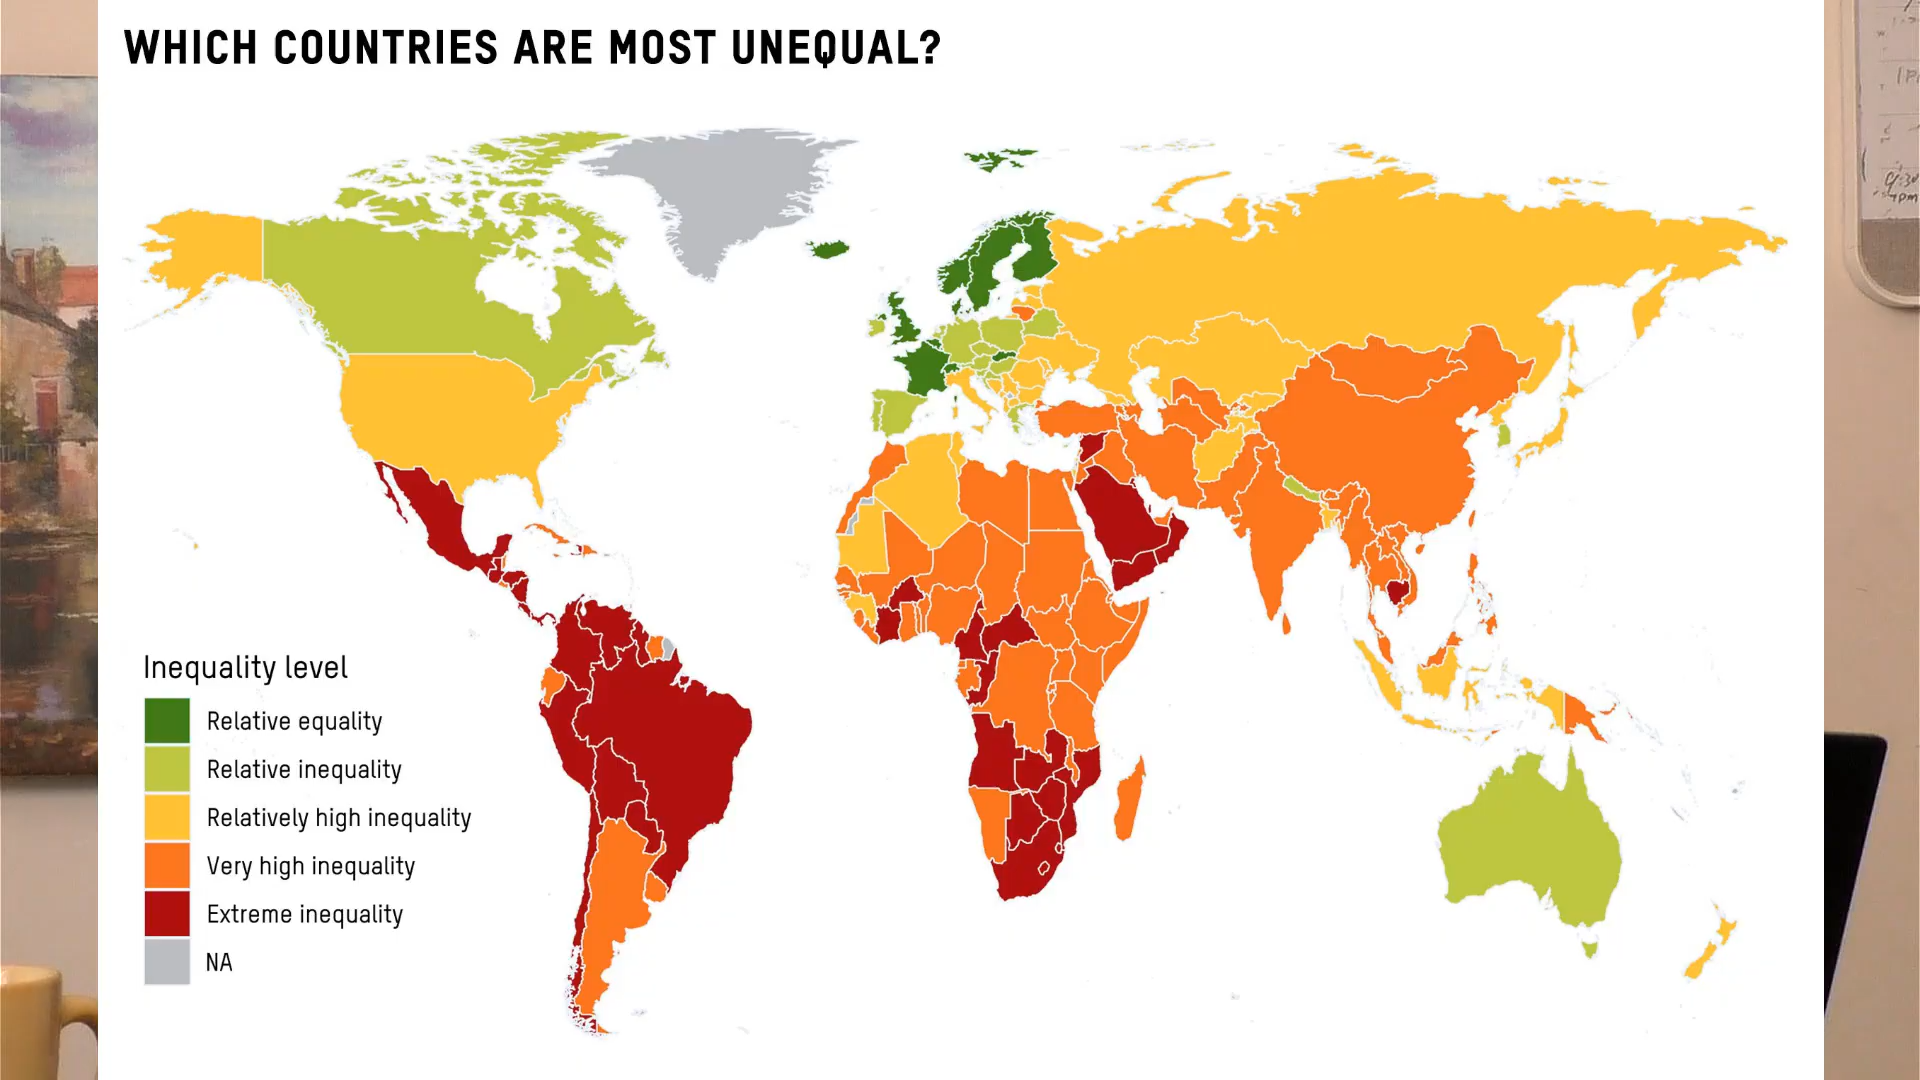 WHICH COUNTRIES ARE MOST UNEQUAL?
Inequality level
Relative equality
Relative inequality
Relatively high inequality
Very high inequality
Extreme inequality
NA